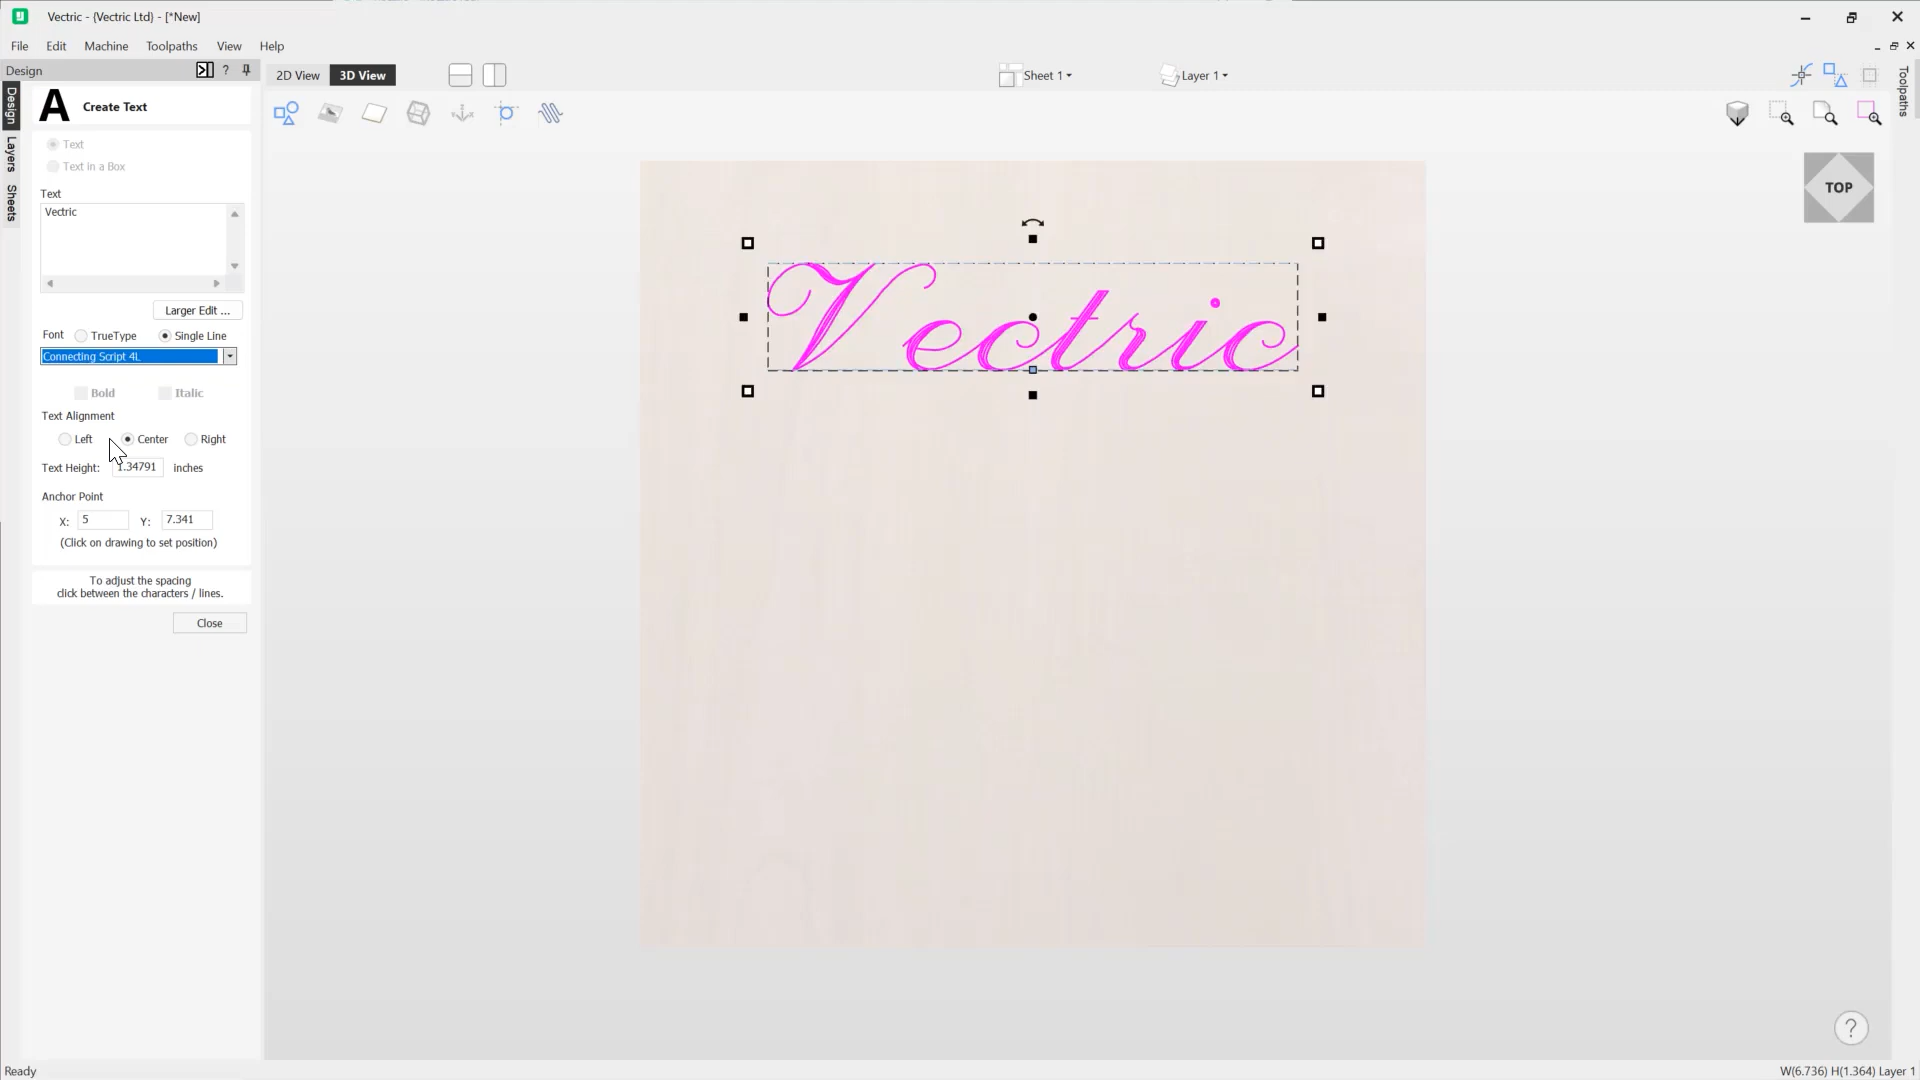 Vectric - {Vectric Ltd} - [*New]
File Edit Machine Toolpaths View Help
Design ?
2D View 3D View Sheet 1 Layer 1
Toolpaths
Design
Layers
Sheets
A Create Text
Text
Text in a Box
Text
Vectric
Larger Edit ...
Font TrueType Single Line
Connecting Script 4L
Bold Italic
Text Alignment
Left Center Right
Text Height: 1.34791 inches
Anchor Point
X: 5 Y: 7.341
(Click on drawing to set position)
To adjust the spacing
click between the characters / lines.
Close
Vectric
TOP
?
Ready W(6.736) H(1.364) Layer 1